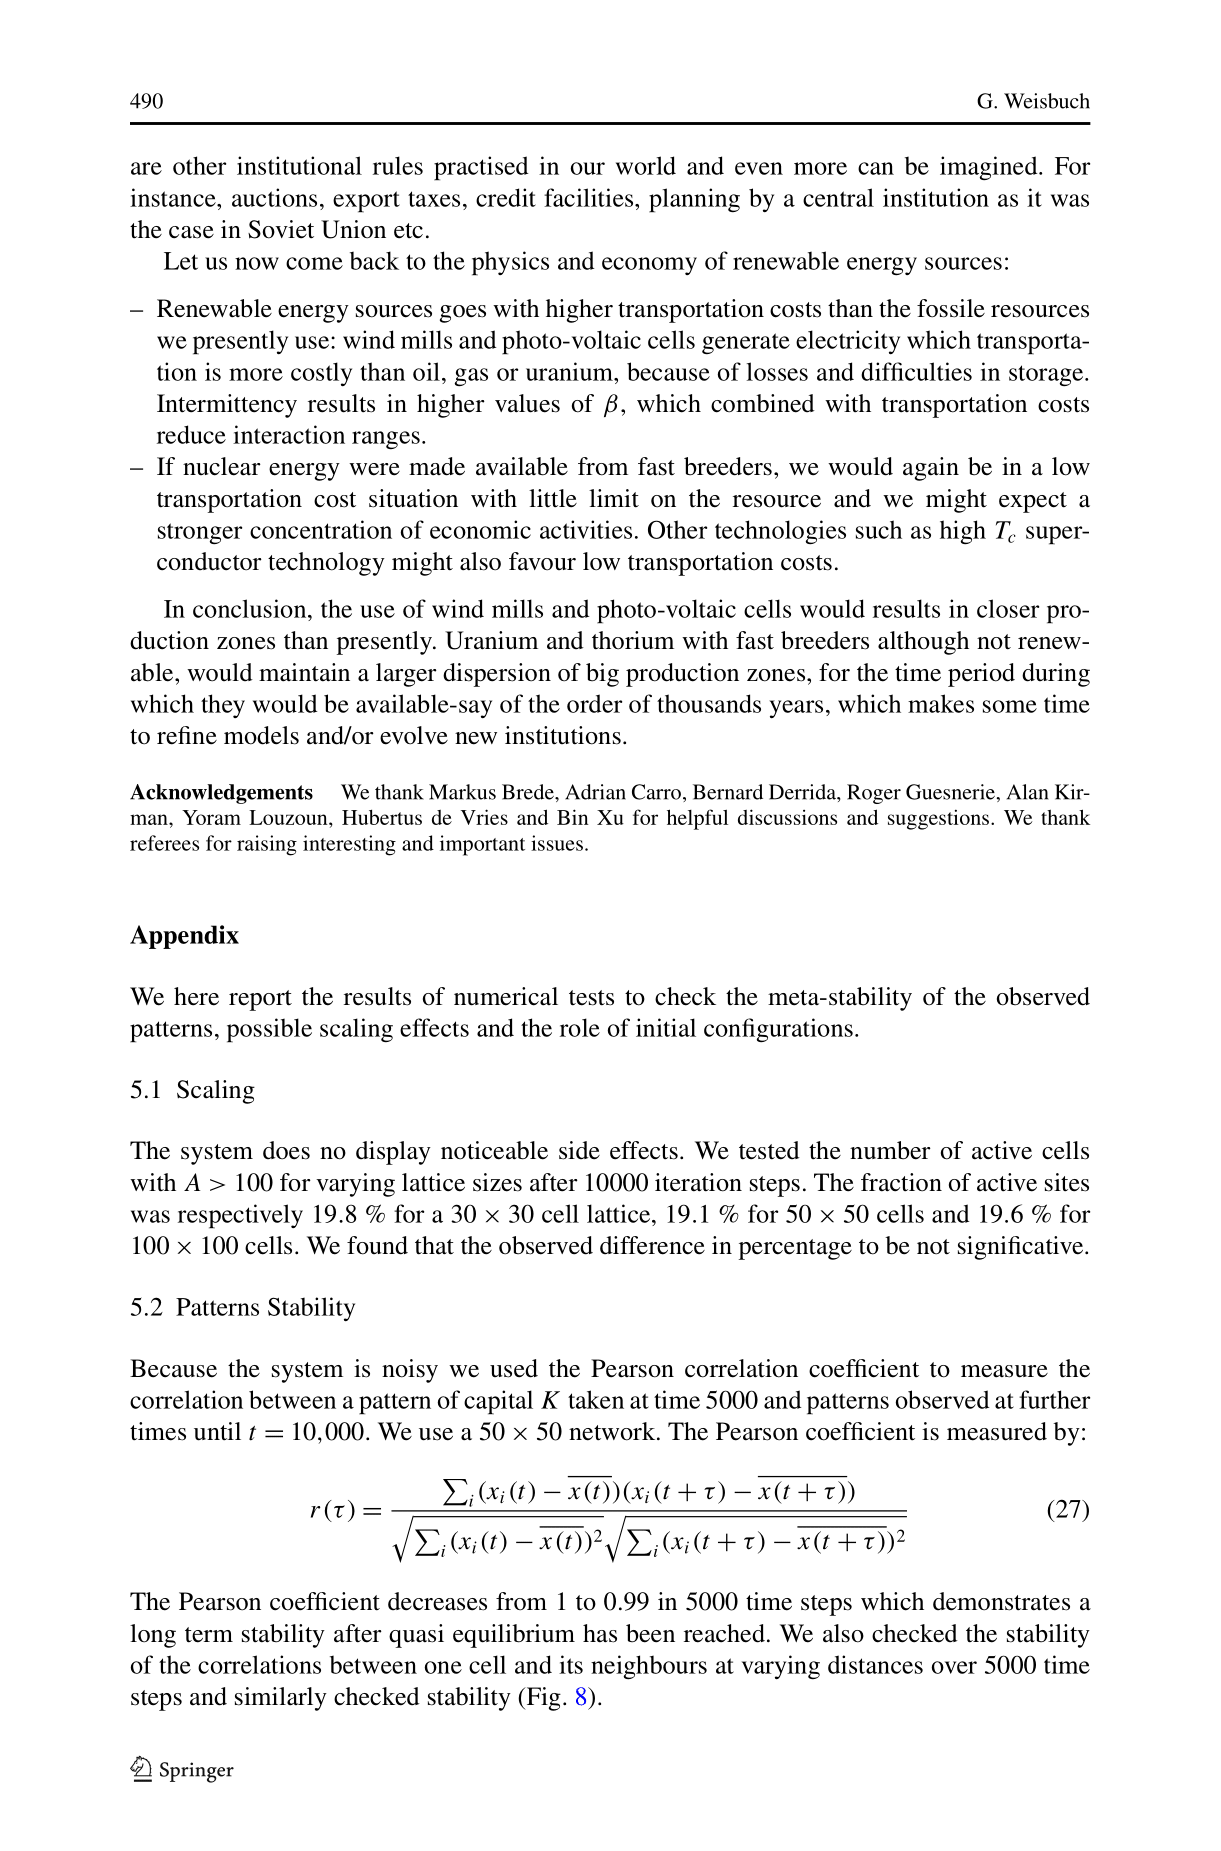 490
G. Weisbuch
are other institutional rules practised in our world and even more can be imagined. For
instance, auctions, export taxes, credit facilities, planning by a central institution as it was
the case in Soviet Union etc.
Let us now come back to the physics and economy of renewable energy sources:
– Renewable energy sources goes with higher transportation costs than the fossile resources
we presently use: wind mills and photo-voltaic cells generate electricity which transporta-
tion is more costly than oil, gas or uranium, because of losses and difficulties in storage.
Intermittency results in higher values of β, which combined with transportation costs
reduce interaction ranges.
– If nuclear energy were made available from fast breeders, we would again be in a low
transportation cost situation with little limit on the resource and we might expect a
stronger concentration of economic activities. Other technologies such as high T_c super-
conductor technology might also favour low transportation costs.
In conclusion, the use of wind mills and photo-voltaic cells would results in closer pro-
duction zones than presently. Uranium and thorium with fast breeders although not renew-
able, would maintain a larger dispersion of big production zones, for the time period during
which they would be available-say of the order of thousands years, which makes some time
to refine models and/or evolve new institutions.
Acknowledgements We thank Markus Brede, Adrian Carro, Bernard Derrida, Roger Guesnerie, Alan Kir-
man, Yoram Louzoun, Hubertus de Vries and Bin Xu for helpful discussions and suggestions. We thank
referees for raising interesting and important issues.
Appendix
We here report the results of numerical tests to check the meta-stability of the observed
patterns, possible scaling effects and the role of initial configurations.
5.1 Scaling
The system does no display noticeable side effects. We tested the number of active cells
with A > 100 for varying lattice sizes after 10000 iteration steps. The fraction of active sites
was respectively 19.8 % for a 30 × 30 cell lattice, 19.1 % for 50 × 50 cells and 19.6 % for
100 × 100 cells. We found that the observed difference in percentage to be not significative.
5.2 Patterns Stability
Because the system is noisy we used the Pearson correlation coefficient to measure the
correlation between a pattern of capital K taken at time 5000 and patterns observed at further
times until t = 10,000. We use a 50 × 50 network. The Pearson coefficient is measured by:
r(τ) = \frac{\sum_i (x_i(t) − \overline{x(t)})(x_i(t + τ) − \overline{x(t + τ)})}{\sqrt{\sum_i (x_i(t) − \overline{x(t)})^2} \sqrt{\sum_i (x_i(t + τ) − \overline{x(t + τ)})^2}} (27)
The Pearson coefficient decreases from 1 to 0.99 in 5000 time steps which demonstrates a
long term stability after quasi equilibrium has been reached. We also checked the stability
of the correlations between one cell and its neighbours at varying distances over 5000 time
steps and similarly checked stability (Fig. 8).
Springer